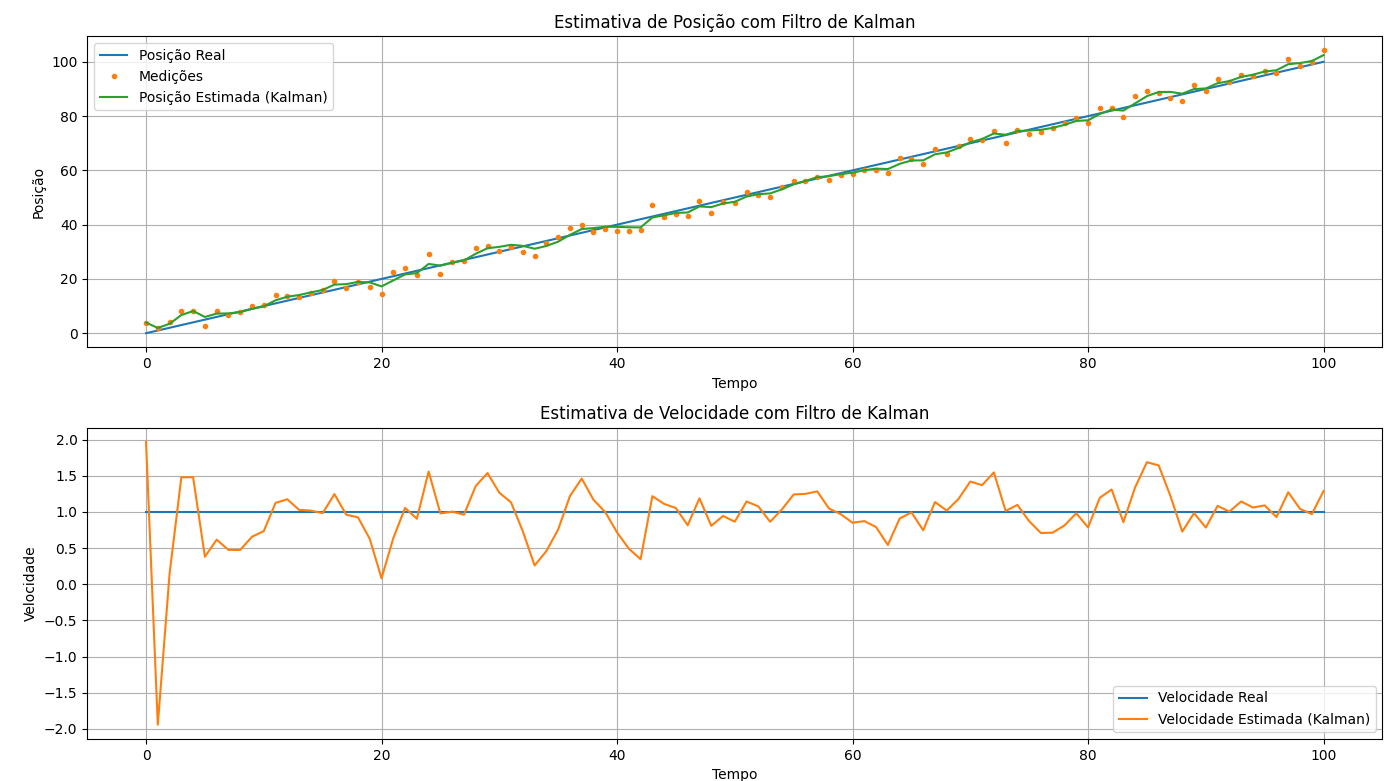 Estimativa de Posição com Filtro de Kalman
Posição Real
Medições
Posição Estimada (Kalman)
100
80
60
40
20
0
Posição
0 20 40 60 80 100
Tempo
Estimativa de Velocidade com Filtro de Kalman
2.0
1.5
1.0
0.5
0.0
-0.5
-1.0
-1.5
-2.0
Velocidade
Velocidade Real
Velocidade Estimada (Kalman)
0 20 40 60 80 100
Tempo